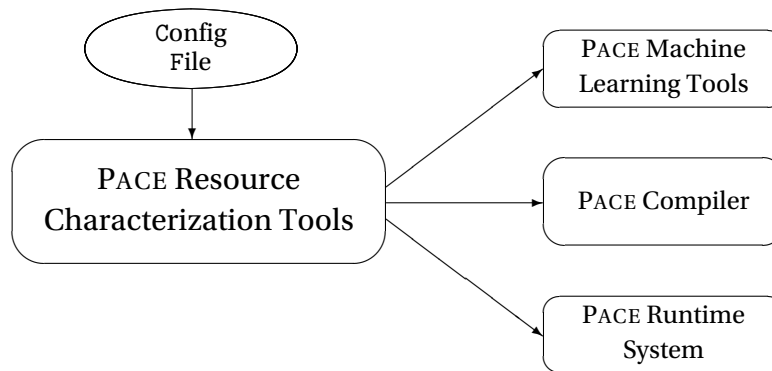 Config
File
PACE Resource
Characterization Tools
PACE Machine
Learning Tools
PACE Compiler
PACE Runtime
System